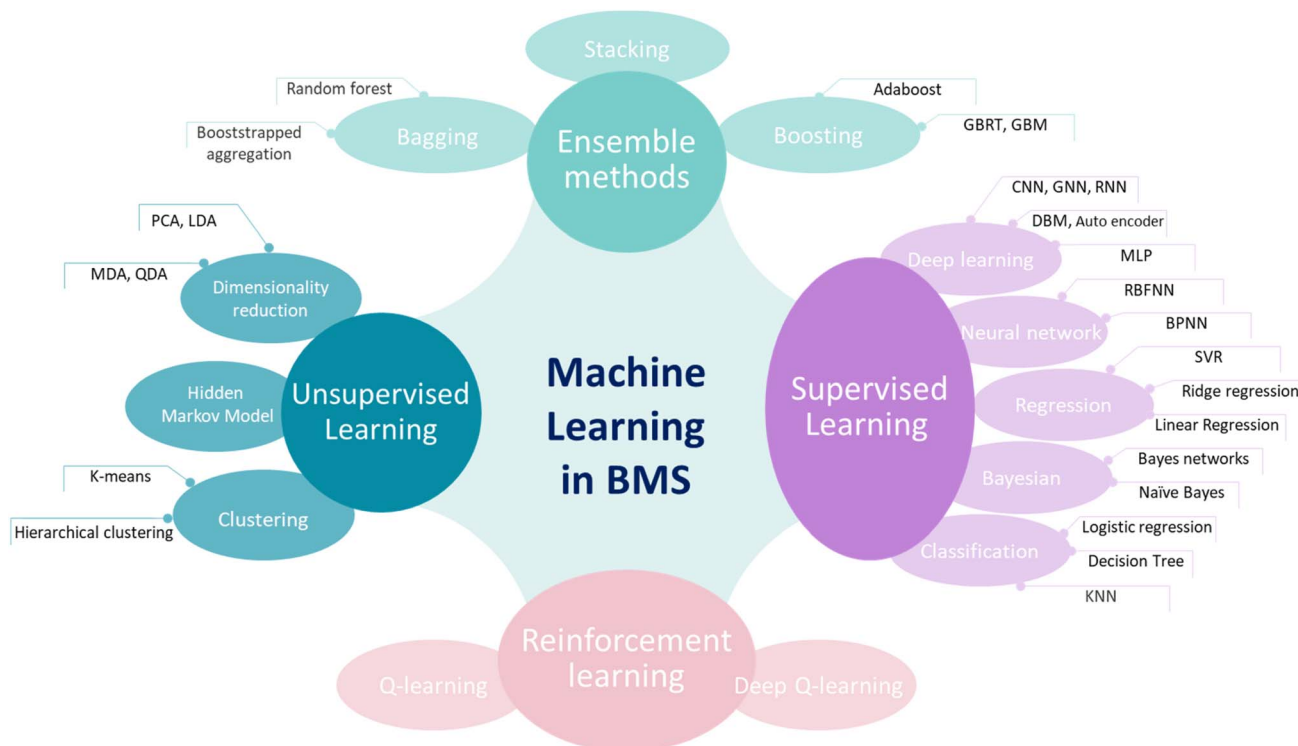 Stacking
Random forest
Adaboost
Booststrapped
aggregation
Bagging
Ensemble
methods
Boosting
GBRT, GBM
CNN, GNN, RNN
DBM, Auto encoder
Deep learning
MLP
PCA, LDA
MDA, QDA
Dimensionality
reduction
RBFNN
Neural network
BPNN
Hidden
Markov Model
Unsupervised
Learning
Machine
Learning
in BMS
Supervised
Learning
SVR
Regression
Ridge regression
Linear Regression
K-means
Hierarchical clustering
Clustering
Bayesian
Bayes networks
Naïve Bayes
Classification
Logistic regression
Decision Tree
KNN
Reinforcement
learning
Q-learning
Deep Q-learning